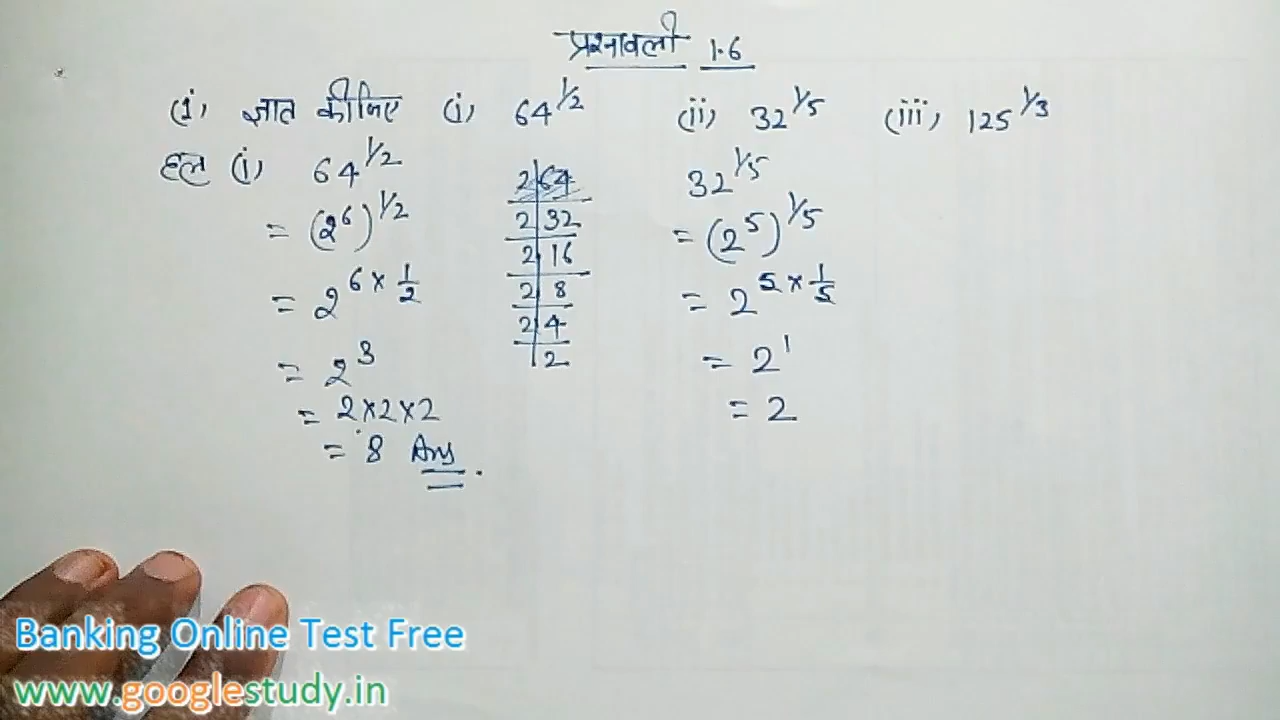 प्रश्नावली 1.6
(1) ज्ञात कीजिए (i) 64^1/2 (ii) 32^1/5 (iii) 125^1/3
हल (i) 64^1/2
= (2^6)^1/2
= 2^6 × 1/2
= 2^3
= 2×2×2
= 8 Ans.
2|64
2|32
2|16
2|8
2|4
|2
32^1/5
= (2^5)^1/5
= 2^5 × 1/5
= 2^1
= 2
Banking Online Test Free
www.googlestudy.in